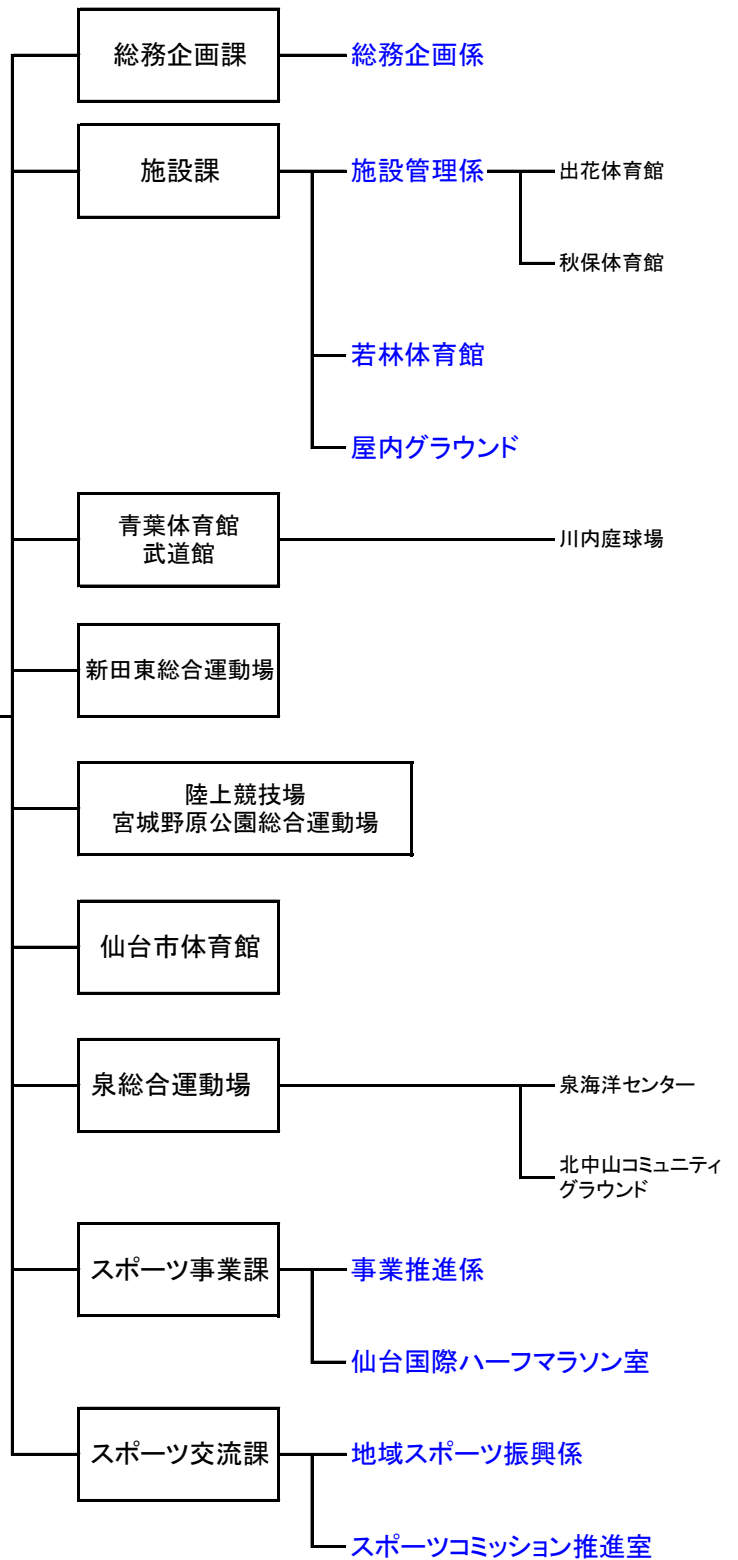 総務企画課
総務企画係
施設課
施設管理係
出花体育館
秋保体育館
若林体育館
屋内グラウンド
青葉体育館
武道館
川内庭球場
新田東総合運動場
陸上競技場
宮城野原公園総合運動場
仙台市体育館
泉総合運動場
泉海洋センター
北中山コミュニティ
グラウンド
スポーツ事業課
事業推進係
仙台国際ハーフマラソン室
スポーツ交流課
地域スポーツ振興係
スポーツコミッション推進室